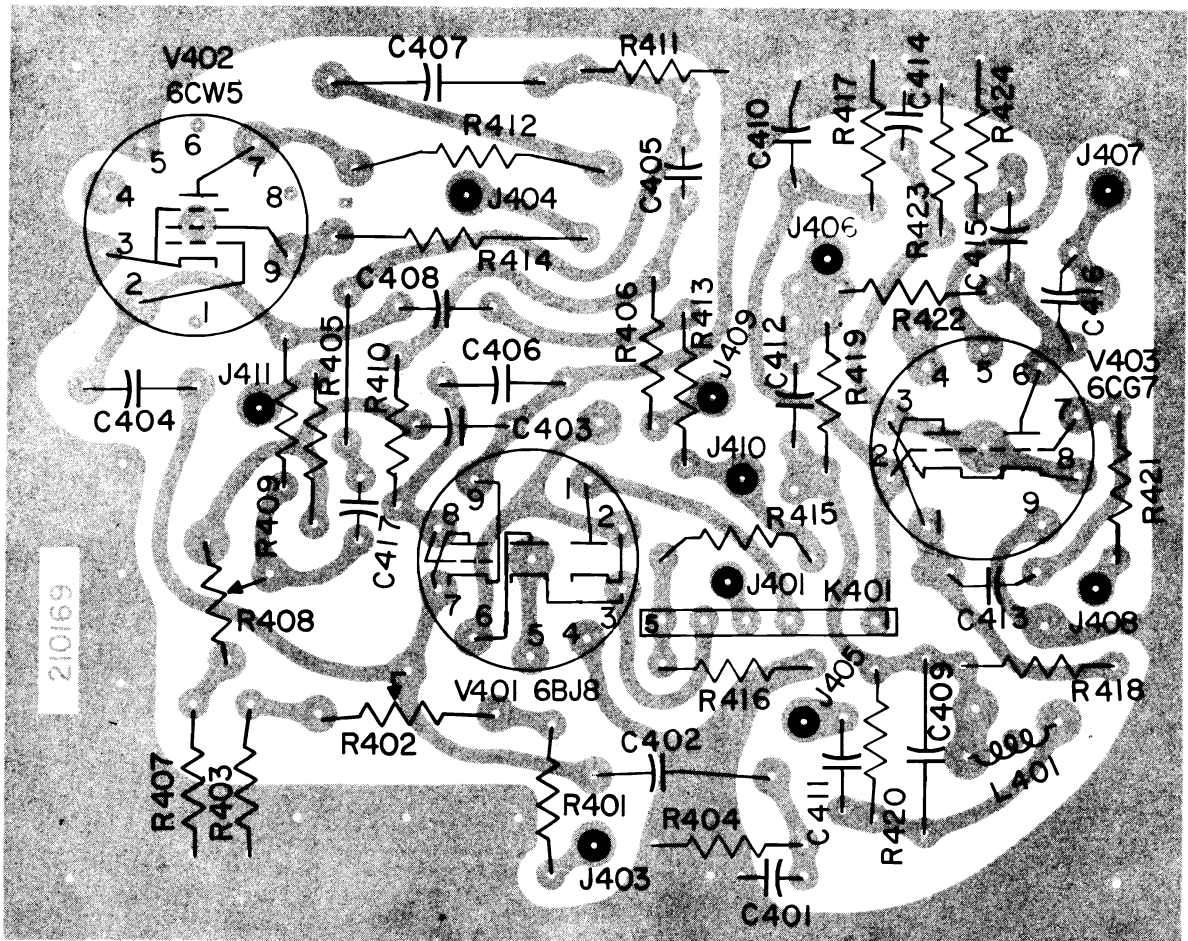 V402
6CW5
C407
R411
R412
C405
C410
R417
C414
R424
J407
5
6
7
4
8
3
2
9
1
J404
R414
C408
J406
R423
C415
C416
R422
R406
R413
J409
C412
R419
V403
6CG7
J411
R405
R410
C406
C403
C404
4
5
6
3
7
2
8
1
9
R421
R409
C417
J410
R415
9
1
8
2
7
6
5
4
3
J401
K401
5
1
C413
J408
210169
R408
V401 6BJ8
R416
J405
C409
R418
R402
C402
R407
R403
R401
C411
R420
L401
R404
J403
C401